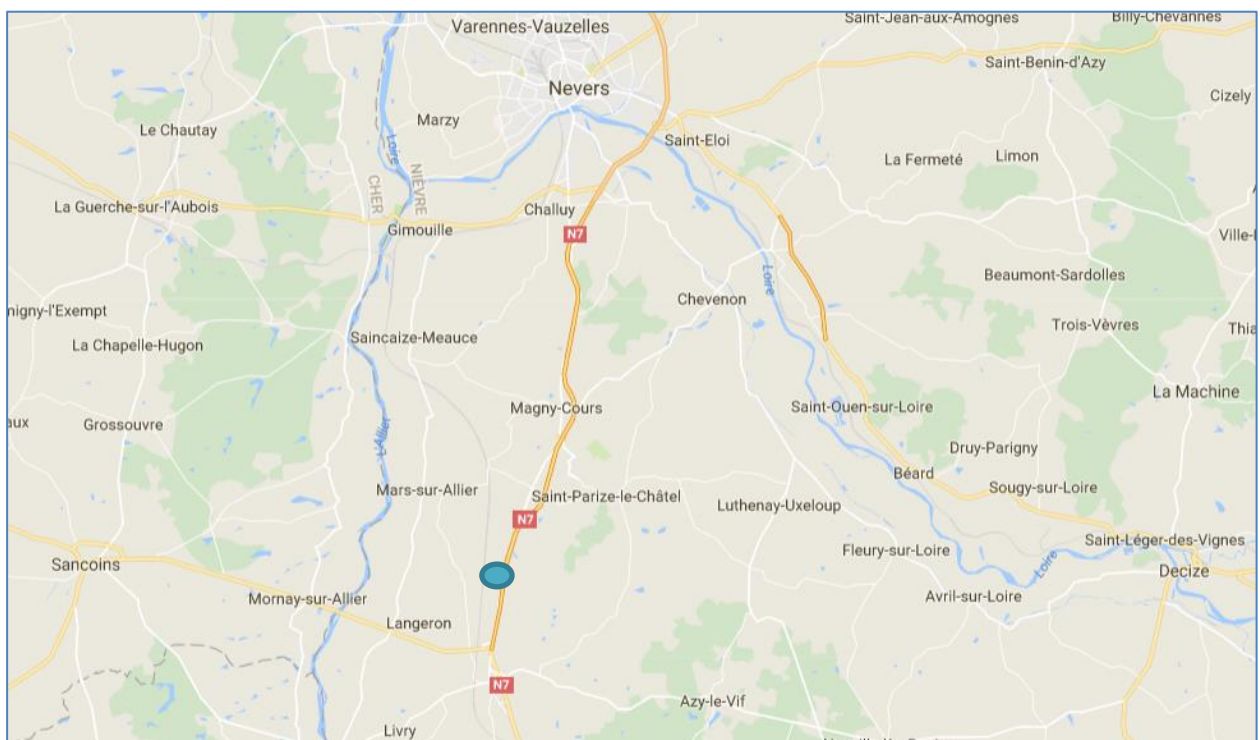 Varennes-Vauzelles
Saint-Jean-aux-Amognes
Billy-Chevannes
Saint-Benin-d'Azy
Nevers
Cizely
Marzy
Le Chautay
Loire
Saint-Eloi
La Fermeté
Limon
NIÈVRE
CHER
La Guerche-sur-l'Aubois
Challuy
Gimouille
N7
Ville-l
Loire
Beaumont-Sardolles
Chevenon
nigny-l'Exempt
Trois-Vèvres
Thia
Saincaize-Meauce
La Chapelle-Hugon
La Machine
Magny-Cours
Saint-Ouen-sur-Loire
aux
Grossouvre
L'Allier
Druy-Parigny
Béard
Mars-sur-Allier
Saint-Parize-le-Châtel
Sougy-sur-Loire
Luthenay-Uxeloup
N7
Saint-Léger-des-Vignes
Fleury-sur-Loire
Loire
Sancoins
Decize
Mornay-sur-Allier
Avril-sur-Loire
Langeron
N7
Azy-le-Vif
Livry